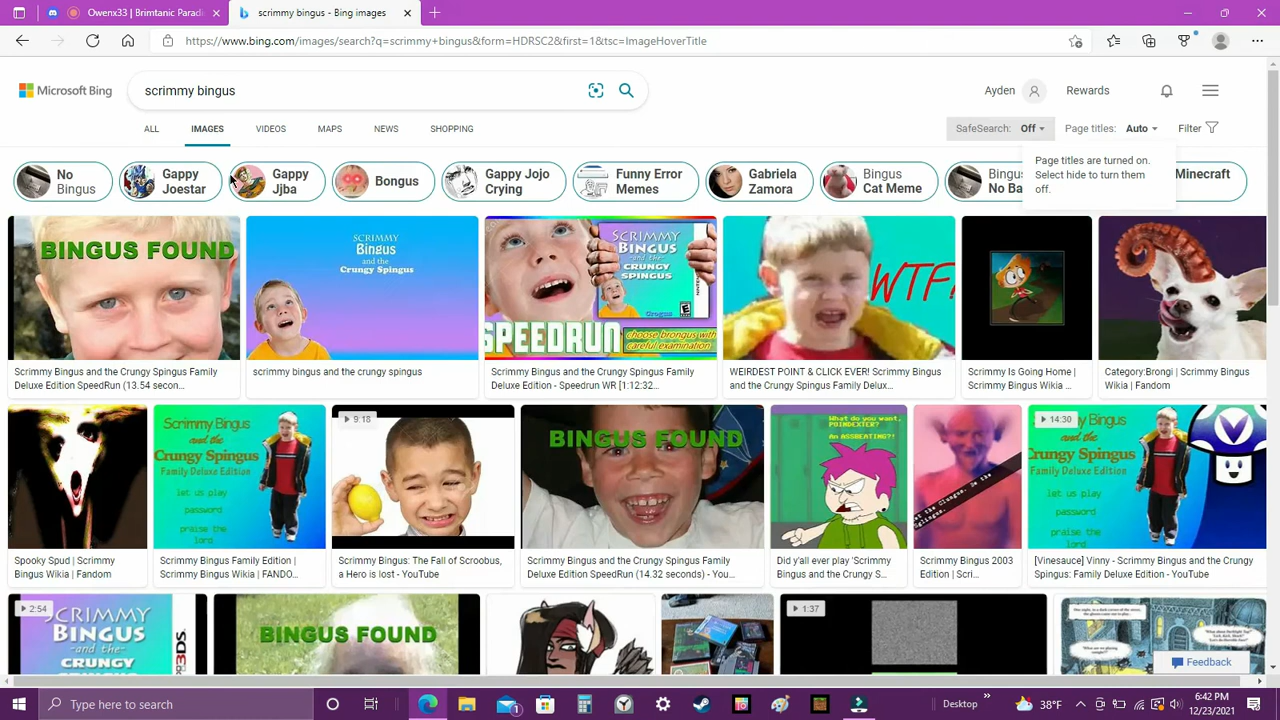 Owenx33 | Brimtanic Paradi
scrimmy bingus - Bing images
https://www.bing.com/images/search?q=scrimmy+bingus&form=HDRSC2&first=1&tsc=ImageHoverTitle
Microsoft Bing
scrimmy bingus
Ayden
Rewards
ALL
IMAGES
VIDEOS
MAPS
NEWS
SHOPPING
SafeSearch: Off
Page titles: Auto
Filter
Page titles are turned on.
Select hide to turn them
off.
No
Bingus
Gappy
Joestar
Gappy
Jjba
Bongus
Gappy Jojo
Crying
Funny Error
Memes
Gabriela
Zamora
Bingus
Cat Meme
Bingus
No Ba
Minecraft
BINGUS FOUND
SCRIMMY
Bingus
and the
Crungy Spingus
SCRIMMY
BINGUS
-and the-
CRUNGY
SPINGUS
SPEEDRUN
choose brongus with
careful examination
WTF
Scrimmy Bingus and the Crungy Spingus Family
Deluxe Edition SpeedRun (13.54 secon...
scrimmy bingus and the crungy spingus
Scrimmy Bingus and the Crungy Spingus Family
Deluxe Edition - Speedrun WR [1:12:32...
WEIRDEST POINT & CLICK EVER! Scrimmy Bingus
and the Crungy Spingus Family Delux...
Scrimmy Is Going Home |
Scrimmy Bingus Wikia ...
Category:Brongi | Scrimmy Bingus
Wikia | Fandom
Scrimmy Bingus
and the
Crungy Spingus
Family Deluxe Edition
let us play
password
praise the
lord
9:18
BINGUS FOUND
What do you want,
POINDEXTER?
An ASSBEATING?!
14:30
Scrimmy Bingus
and the
Crungy Spingus
Family Deluxe Edition
let us play
password
praise the
lord
Spooky Spud | Scrimmy
Bingus Wikia | Fandom
Scrimmy Bingus Family Edition |
Scrimmy Bingus Wikia | FANDO...
Scrimmy Bingus: The Fall of Scroobus,
a Hero is lost - YouTube
Scrimmy Bingus and the Crungy Spingus Family
Deluxe Edition SpeedRun (14.32 seconds) - You...
Did y'all ever play 'Scrimmy
Bingus and the Crungy S...
Scrimmy Bingus 2003
Edition | Scri...
[Vinesauce] Vinny - Scrimmy Bingus and the Crungy
Spingus: Family Deluxe Edition - YouTube
2:54
SCRIMMY
BINGUS
-and the-
CRUNGY
3DS
BINGUS FOUND
1:37
Feedback
Type here to search
Desktop
38°F
6:42 PM
12/23/2021